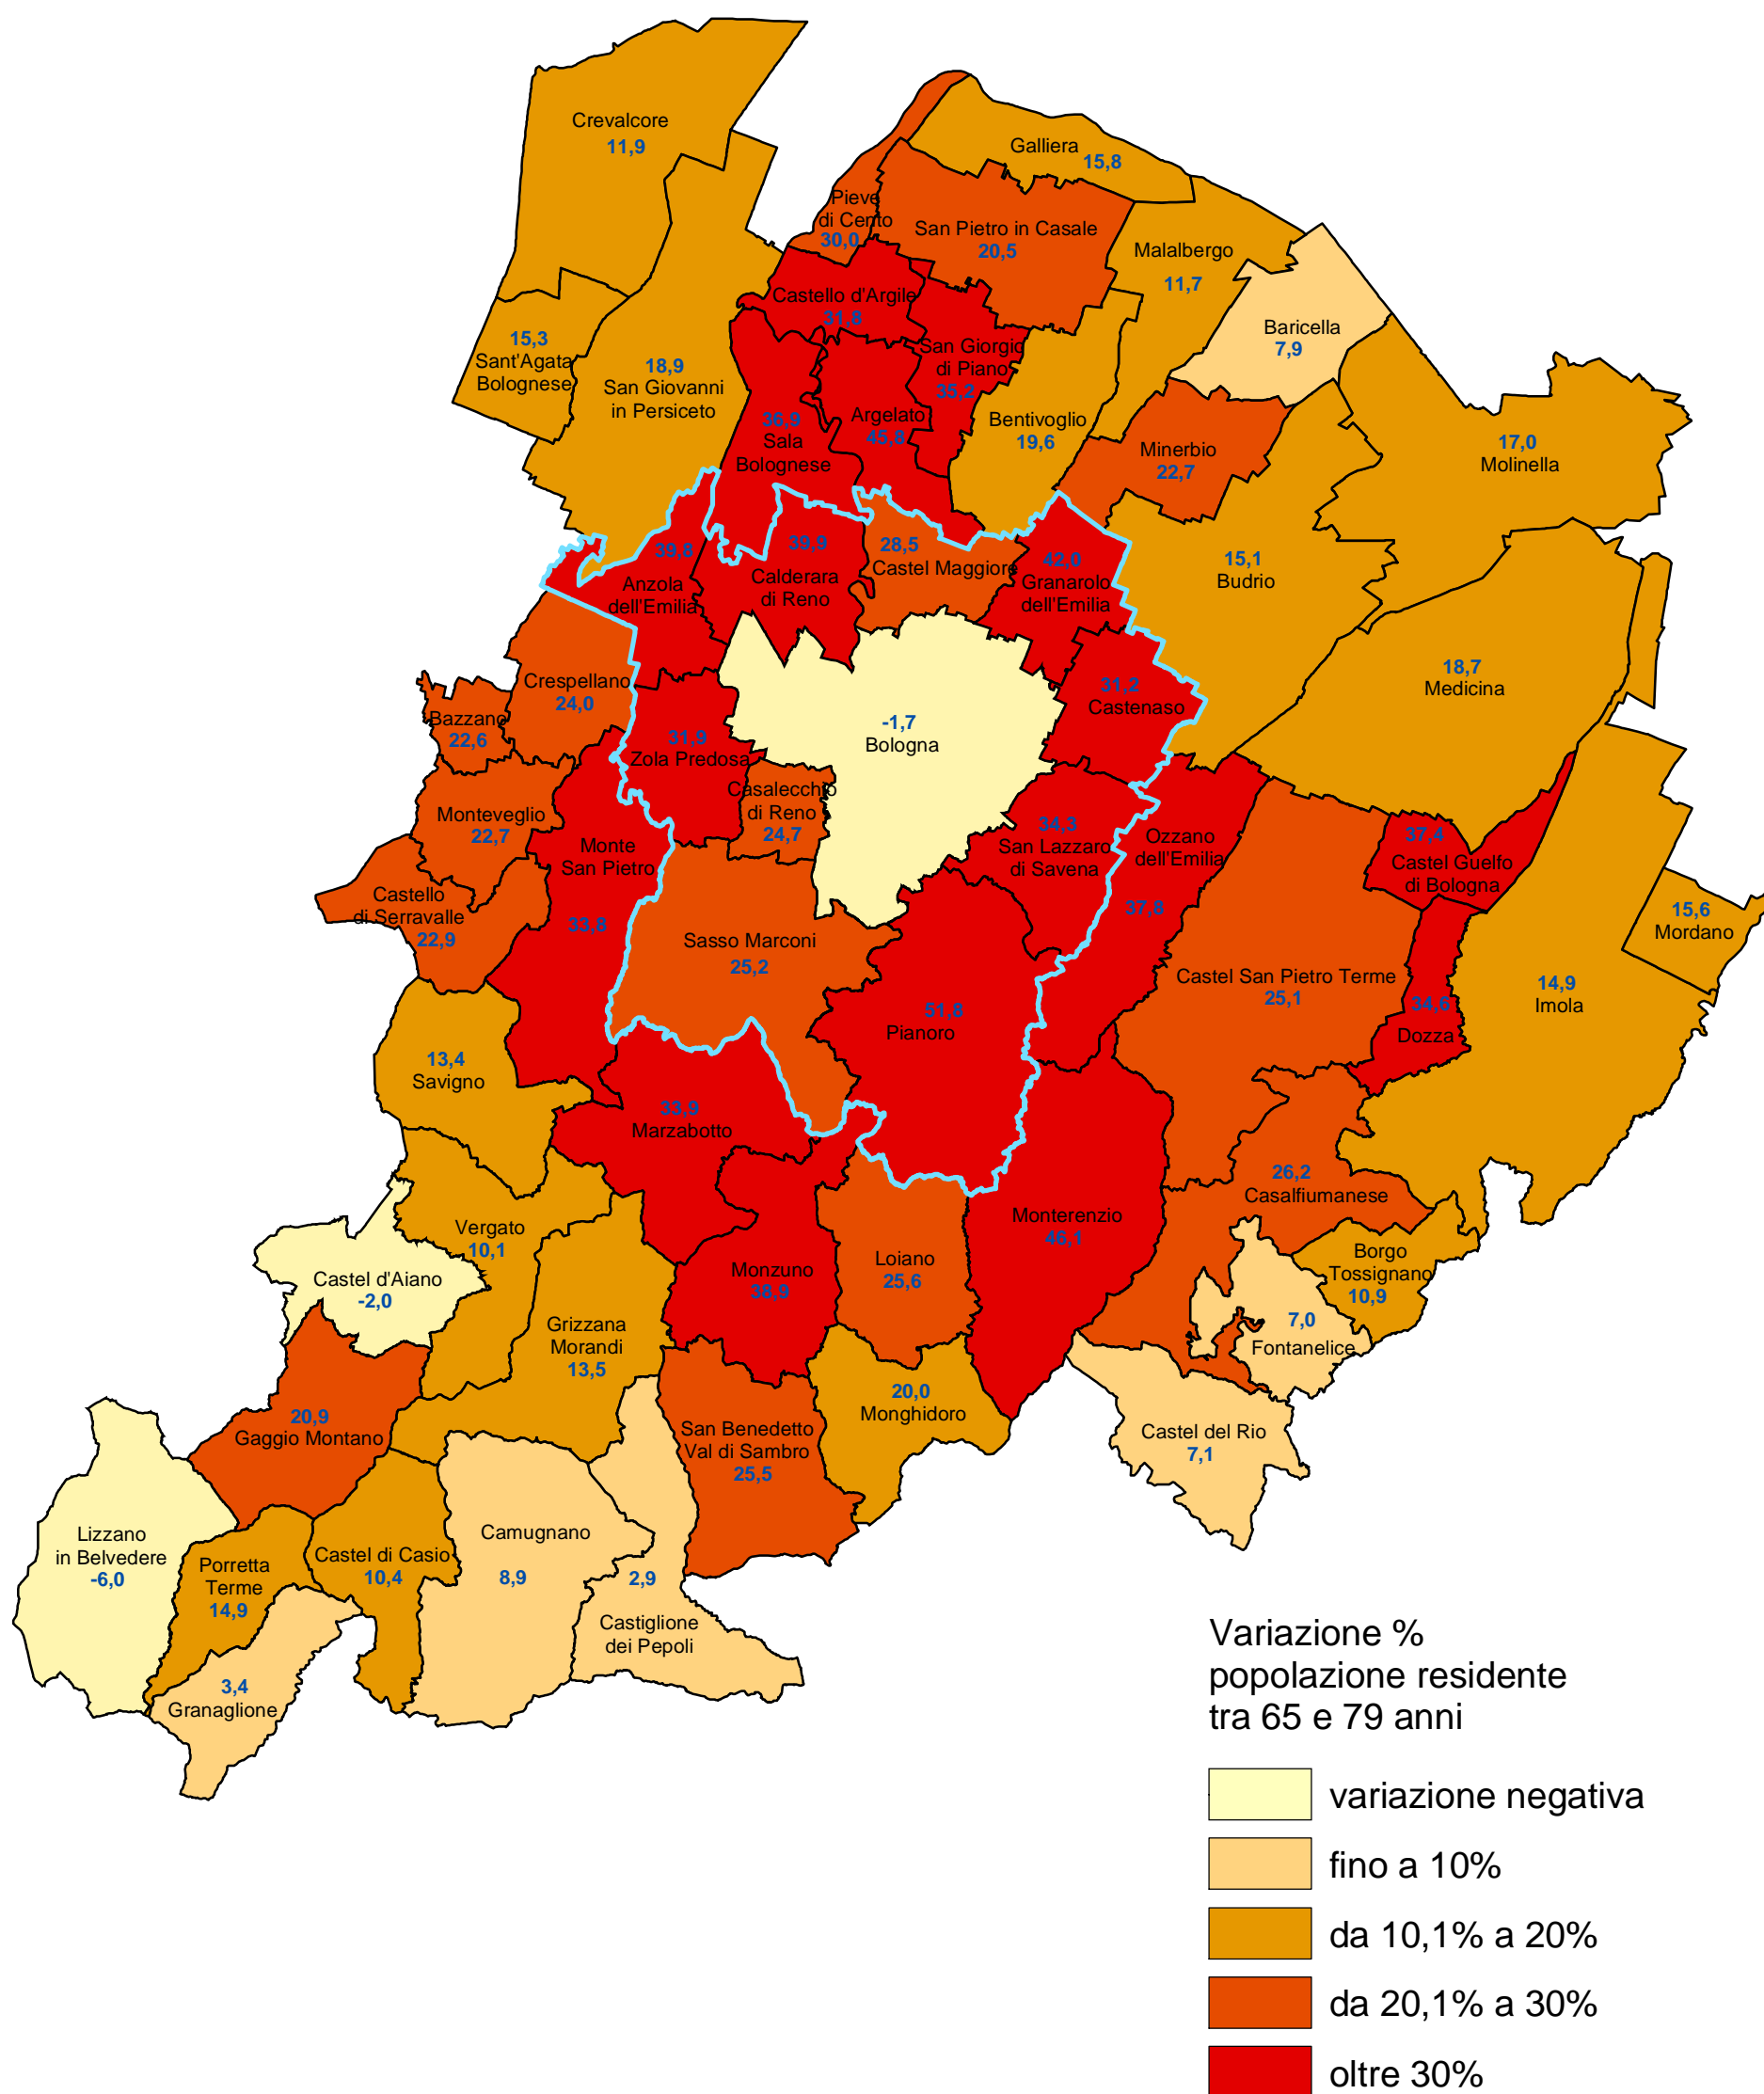 Crevalcore
11,9
Galliera
15,8
Pieve
di Cento
30,0
San Pietro in Casale
20,5
Malalbergo
11,7
Baricella
7,9
Castello d'Argile
31,8
15,3
Sant'Agata
Bolognese
18,9
San Giovanni
in Persiceto
San Giorgio
di Piano
35,2
36,9
Sala
Bolognese
Argelato
45,8
Bentivoglio
19,6
Minerbio
22,7
17,0
Molinella
39,8
Anzola
dell'Emilia
39,9
Calderara
di Reno
28,5
Castel Maggiore
42,0
Granarolo
dell'Emilia
15,1
Budrio
Crespellano
24,0
Bazzano
22,6
31,9
Zola Predosa
-1,7
Bologna
31,2
Castenaso
18,7
Medicina
Monteveglio
22,7
Casalecchio
di Reno
24,7
Monte
San Pietro
33,8
34,3
San Lazzaro
di Savena
Ozzano
dell'Emilia
37,8
37,4
Castel Guelfo
di Bologna
Castello
di Serravalle
22,9
Sasso Marconi
25,2
15,6
Mordano
Castel San Pietro Terme
25,1
14,9
Imola
51,8
Pianoro
34,6
Dozza
13,4
Savigno
33,9
Marzabotto
26,2
Casalfiumanese
Vergato
10,1
Monterenzio
46,1
Castel d'Aiano
-2,0
Monzuno
38,9
Loiano
25,6
Borgo
Tossignano
10,9
Grizzana
Morandi
13,5
7,0
Fontanelice
20,9
Gaggio Montano
20,0
Monghidoro
San Benedetto
Val di Sambro
25,5
Castel del Rio
7,1
Lizzano
in Belvedere
-6,0
Porretta
Terme
14,9
Castel di Casio
10,4
Camugnano
8,9
2,9
Castiglione
dei Pepoli
3,4
Granaglione
Variazione %
popolazione residente
tra 65 e 79 anni
variazione negativa
fino a 10%
da 10,1% a 20%
da 20,1% a 30%
oltre 30%